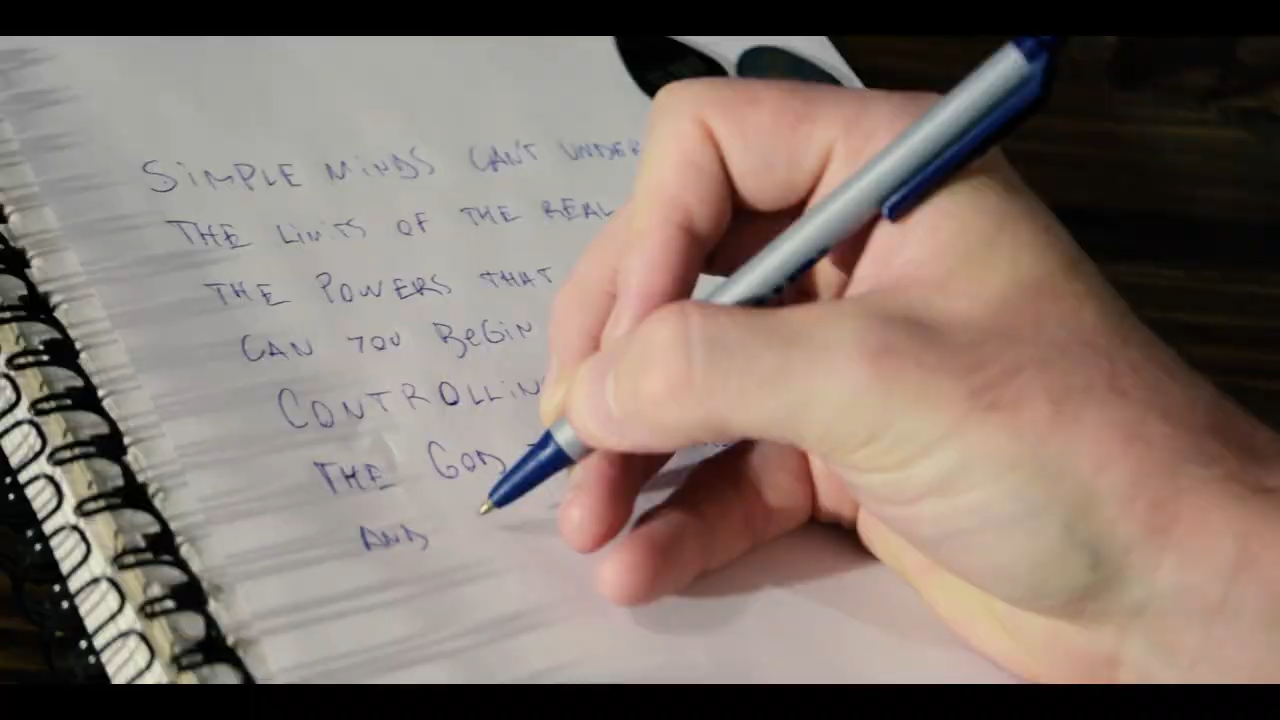 SIMPLE MINDS CAN'T UNDER
THE LIMITS OF THE REAL
THE POWERS THAT
CAN YOU BEGIN
CONTROLLIN
THE GOD
AND